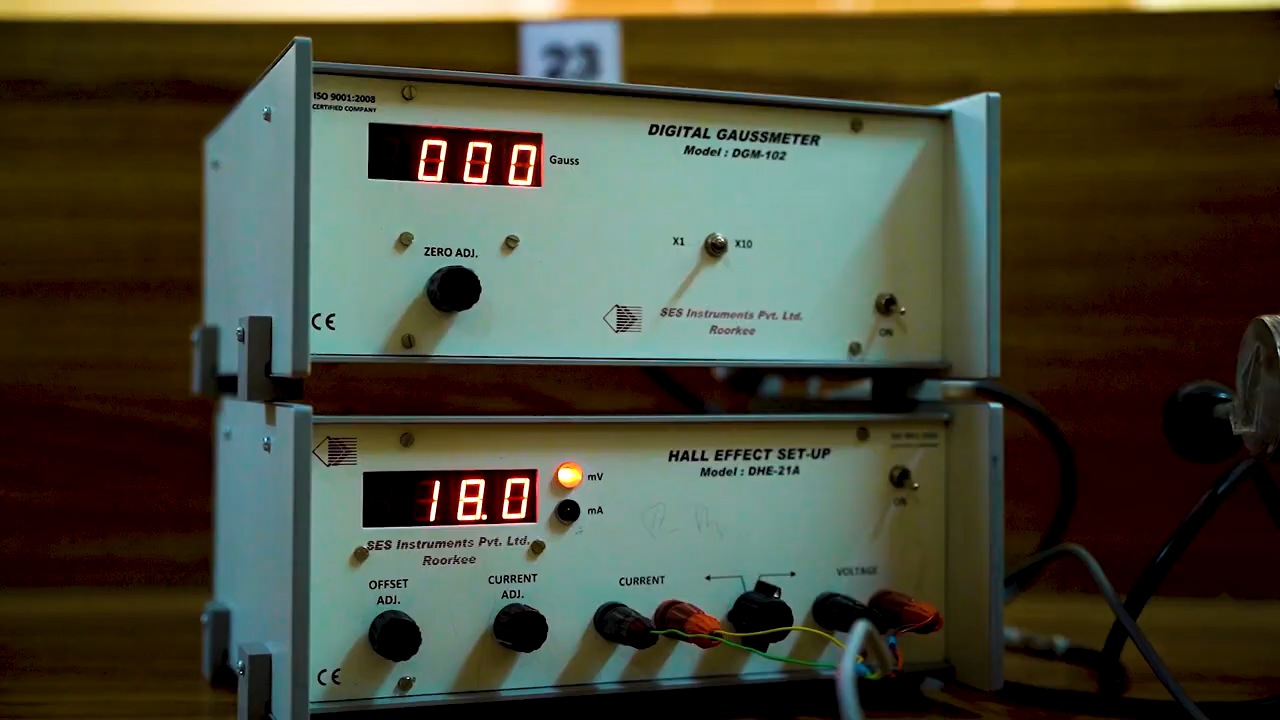 23
ISO 9001:2008
CERTIFIED COMPANY
000
Gauss
DIGITAL GAUSSMETER
Model : DGM-102
X1
X10
ZERO ADJ.
SES Instruments Pvt. Ltd.
Roorkee
CE
ON
18.0
mV
mA
HALL EFFECT SET-UP
Model : DHE-21A
ON
SES Instruments Pvt. Ltd.
Roorkee
OFFSET
ADJ.
CURRENT
ADJ.
CURRENT
VOLTAGE
CE